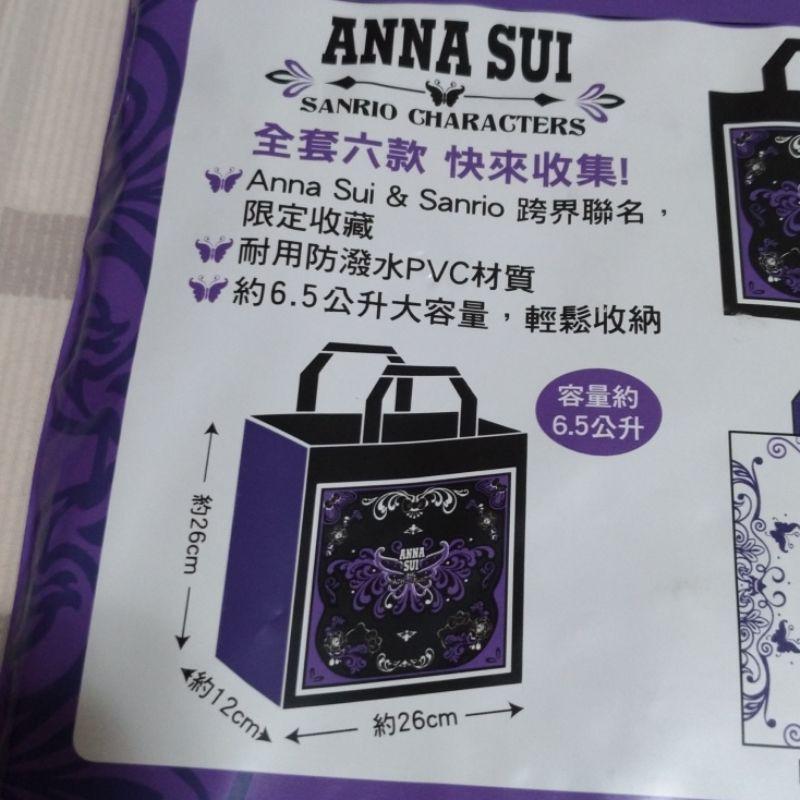 ANNA SUI
SANRIO CHARACTERS
全套六款 快來收集!
Anna Sui & Sanrio 跨界聯名，
限定收藏
耐用防潑水PVC材質
約6.5公升大容量，輕鬆收納
容量約
6.5公升
約26cm
ANNA
SUI
約12cm
約26cm